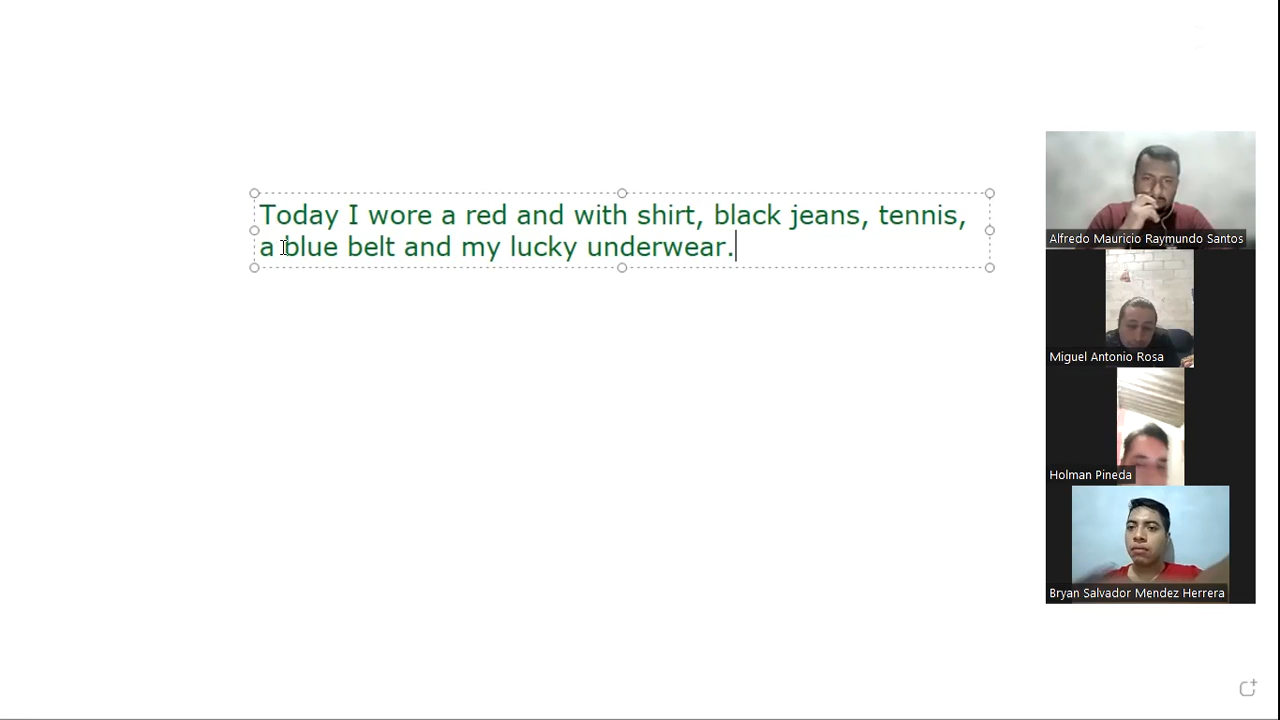 Today I wore a red and with shirt, black jeans, tennis,
a blue belt and my lucky underwear.
Alfredo Mauricio Raymundo Santos
Miguel Antonio Rosa
Holman Pineda
Bryan Salvador Mendez Herrera